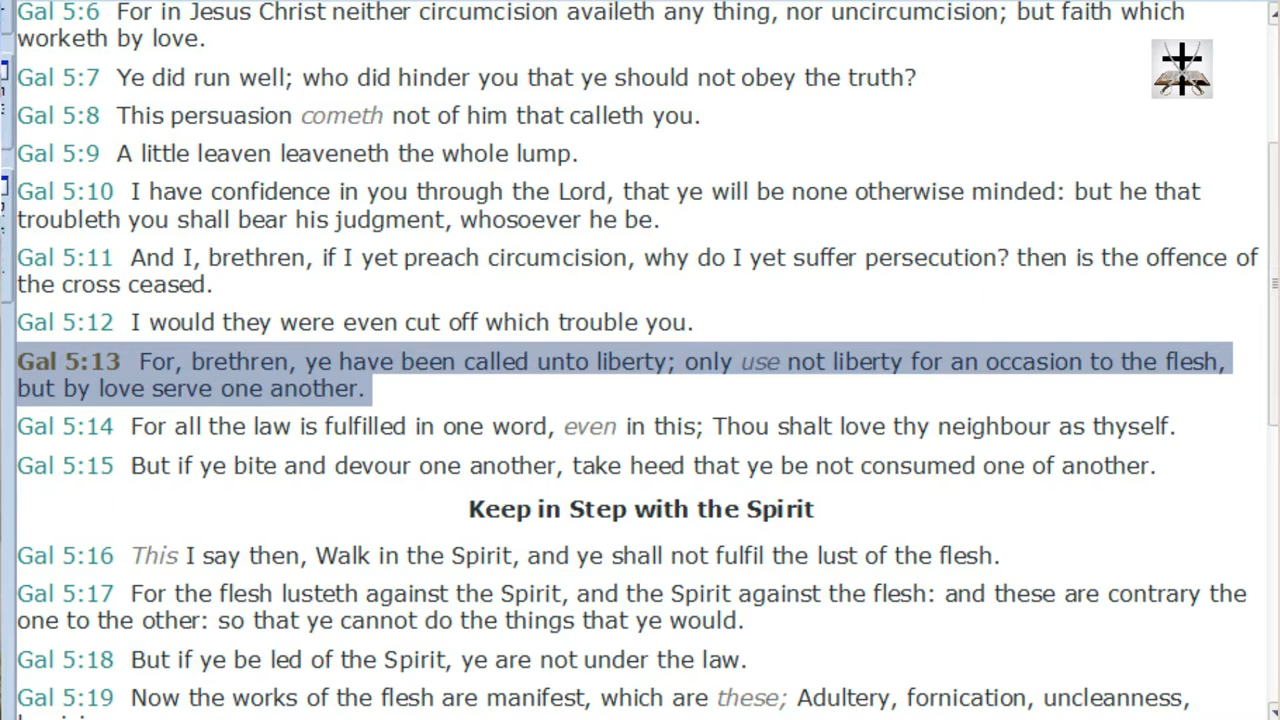 Gal 5:6 For in Jesus Christ neither circumcision availeth any thing, nor uncircumcision; but faith which
worketh by love.
Gal 5:7 Ye did run well; who did hinder you that ye should not obey the truth?
Gal 5:8 This persuasion cometh not of him that calleth you.
Gal 5:9 A little leaven leaveneth the whole lump.
Gal 5:10 I have confidence in you through the Lord, that ye will be none otherwise minded: but he that
troubleth you shall bear his judgment, whosoever he be.
Gal 5:11 And I, brethren, if I yet preach circumcision, why do I yet suffer persecution? then is the offence of
the cross ceased.
Gal 5:12 I would they were even cut off which trouble you.
Gal 5:13 For, brethren, ye have been called unto liberty; only use not liberty for an occasion to the flesh,
but by love serve one another.
Gal 5:14 For all the law is fulfilled in one word, even in this; Thou shalt love thy neighbour as thyself.
Gal 5:15 But if ye bite and devour one another, take heed that ye be not consumed one of another.
Keep in Step with the Spirit
Gal 5:16 This I say then, Walk in the Spirit, and ye shall not fulfil the lust of the flesh.
Gal 5:17 For the flesh lusteth against the Spirit, and the Spirit against the flesh: and these are contrary the
one to the other: so that ye cannot do the things that ye would.
Gal 5:18 But if ye be led of the Spirit, ye are not under the law.
Gal 5:19 Now the works of the flesh are manifest, which are these; Adultery, fornication, uncleanness,